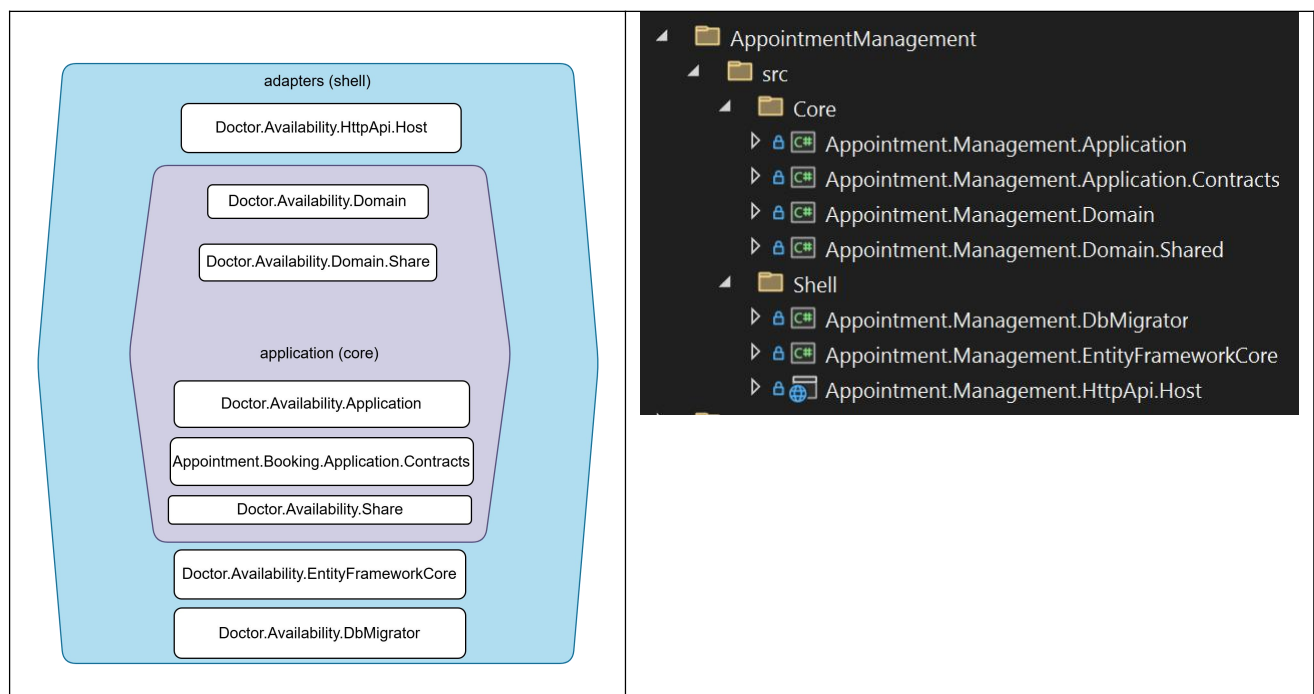 adapters (shell)
Doctor.Availability.HttpApi.Host
Doctor.Availability.Domain
Doctor.Availability.Domain.Share
application (core)
Doctor.Availability.Application
Appointment.Booking.Application.Contracts
Doctor.Availability.Share
Doctor.Availability.EntityFrameworkCore
Doctor.Availability.DbMigrator
AppointmentManagement
src
Core
C# Appointment.Management.Application
C# Appointment.Management.Application.Contracts
C# Appointment.Management.Domain
C# Appointment.Management.Domain.Shared
Shell
C# Appointment.Management.DbMigrator
C# Appointment.Management.EntityFrameworkCore
Appointment.Management.HttpApi.Host